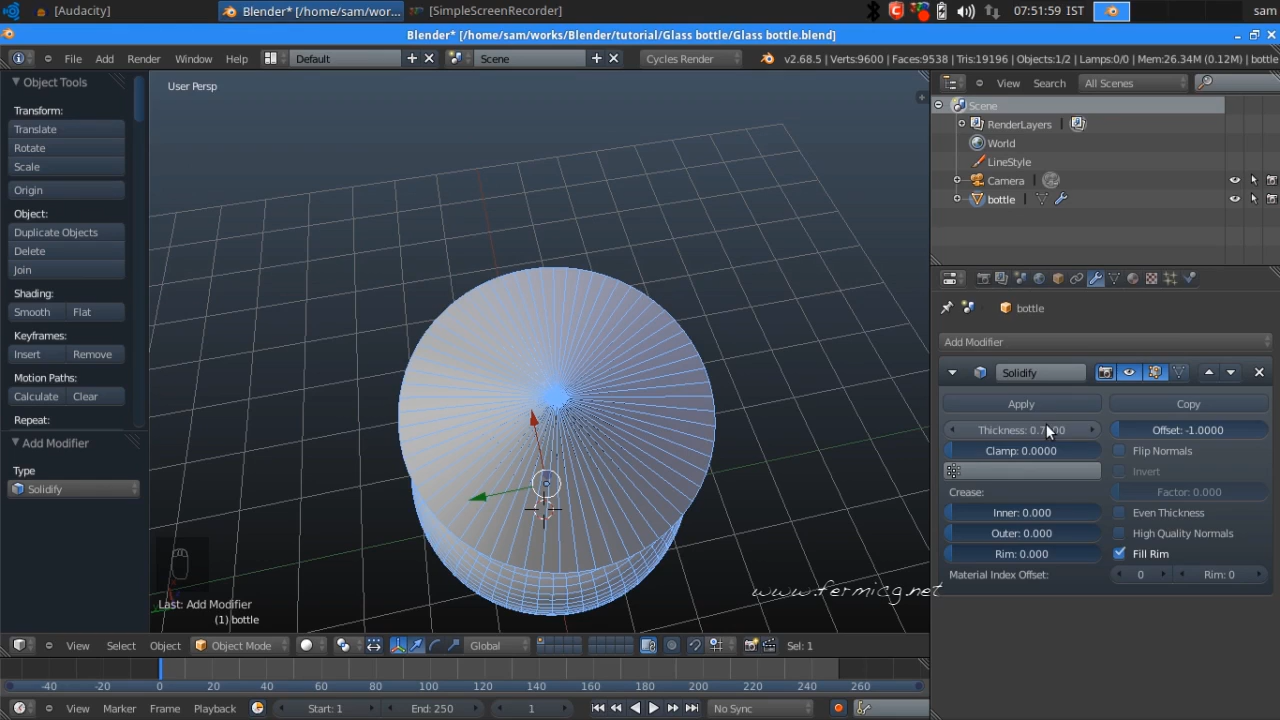 [Audacity]
Blender* [/home/sam/wor...
[SimpleScreenRecorder]
07:51:59 IST
sam
Blender* [/home/sam/works/Blender/tutorial/Glass bottle/Glass bottle.blend]
File Add Render Window Help
Default
Scene
Cycles Render
v2.68.5 | Verts:9600 | Faces:9538 | Tris:19196 | Objects:1/2 | Lamps:0/0 | Mem:26.34M (0.12M) | bottle
Object Tools
Transform:
Translate
Rotate
Scale
Origin
Object:
Duplicate Objects
Delete
Join
Shading:
Smooth Flat
Keyframes:
Insert Remove
Motion Paths:
Calculate Clear
Repeat:
Add Modifier
Type
Solidify
User Persp
Last: Add Modifier
(1) bottle
www.fermicg.net
View Select Object
Object Mode
Global
Sel: 1
View Search
All Scenes
Scene
RenderLayers
World
LineStyle
Camera
bottle
bottle
Add Modifier
Solidify
Apply Copy
Thickness:
Offset: -1.0000
Clamp: 0.0000
Flip Normals
Invert
Crease:
Factor: 0.000
Inner: 0.000
Even Thickness
Outer: 0.000
High Quality Normals
Rim: 0.000
Fill Rim
Material Index Offset:
0
Rim: 0
-40 -20 0 20 40 60 80 100 120 140 160 180 200 220 240 260
View Marker Frame Playback
Start: 1
End: 250
1
No Sync